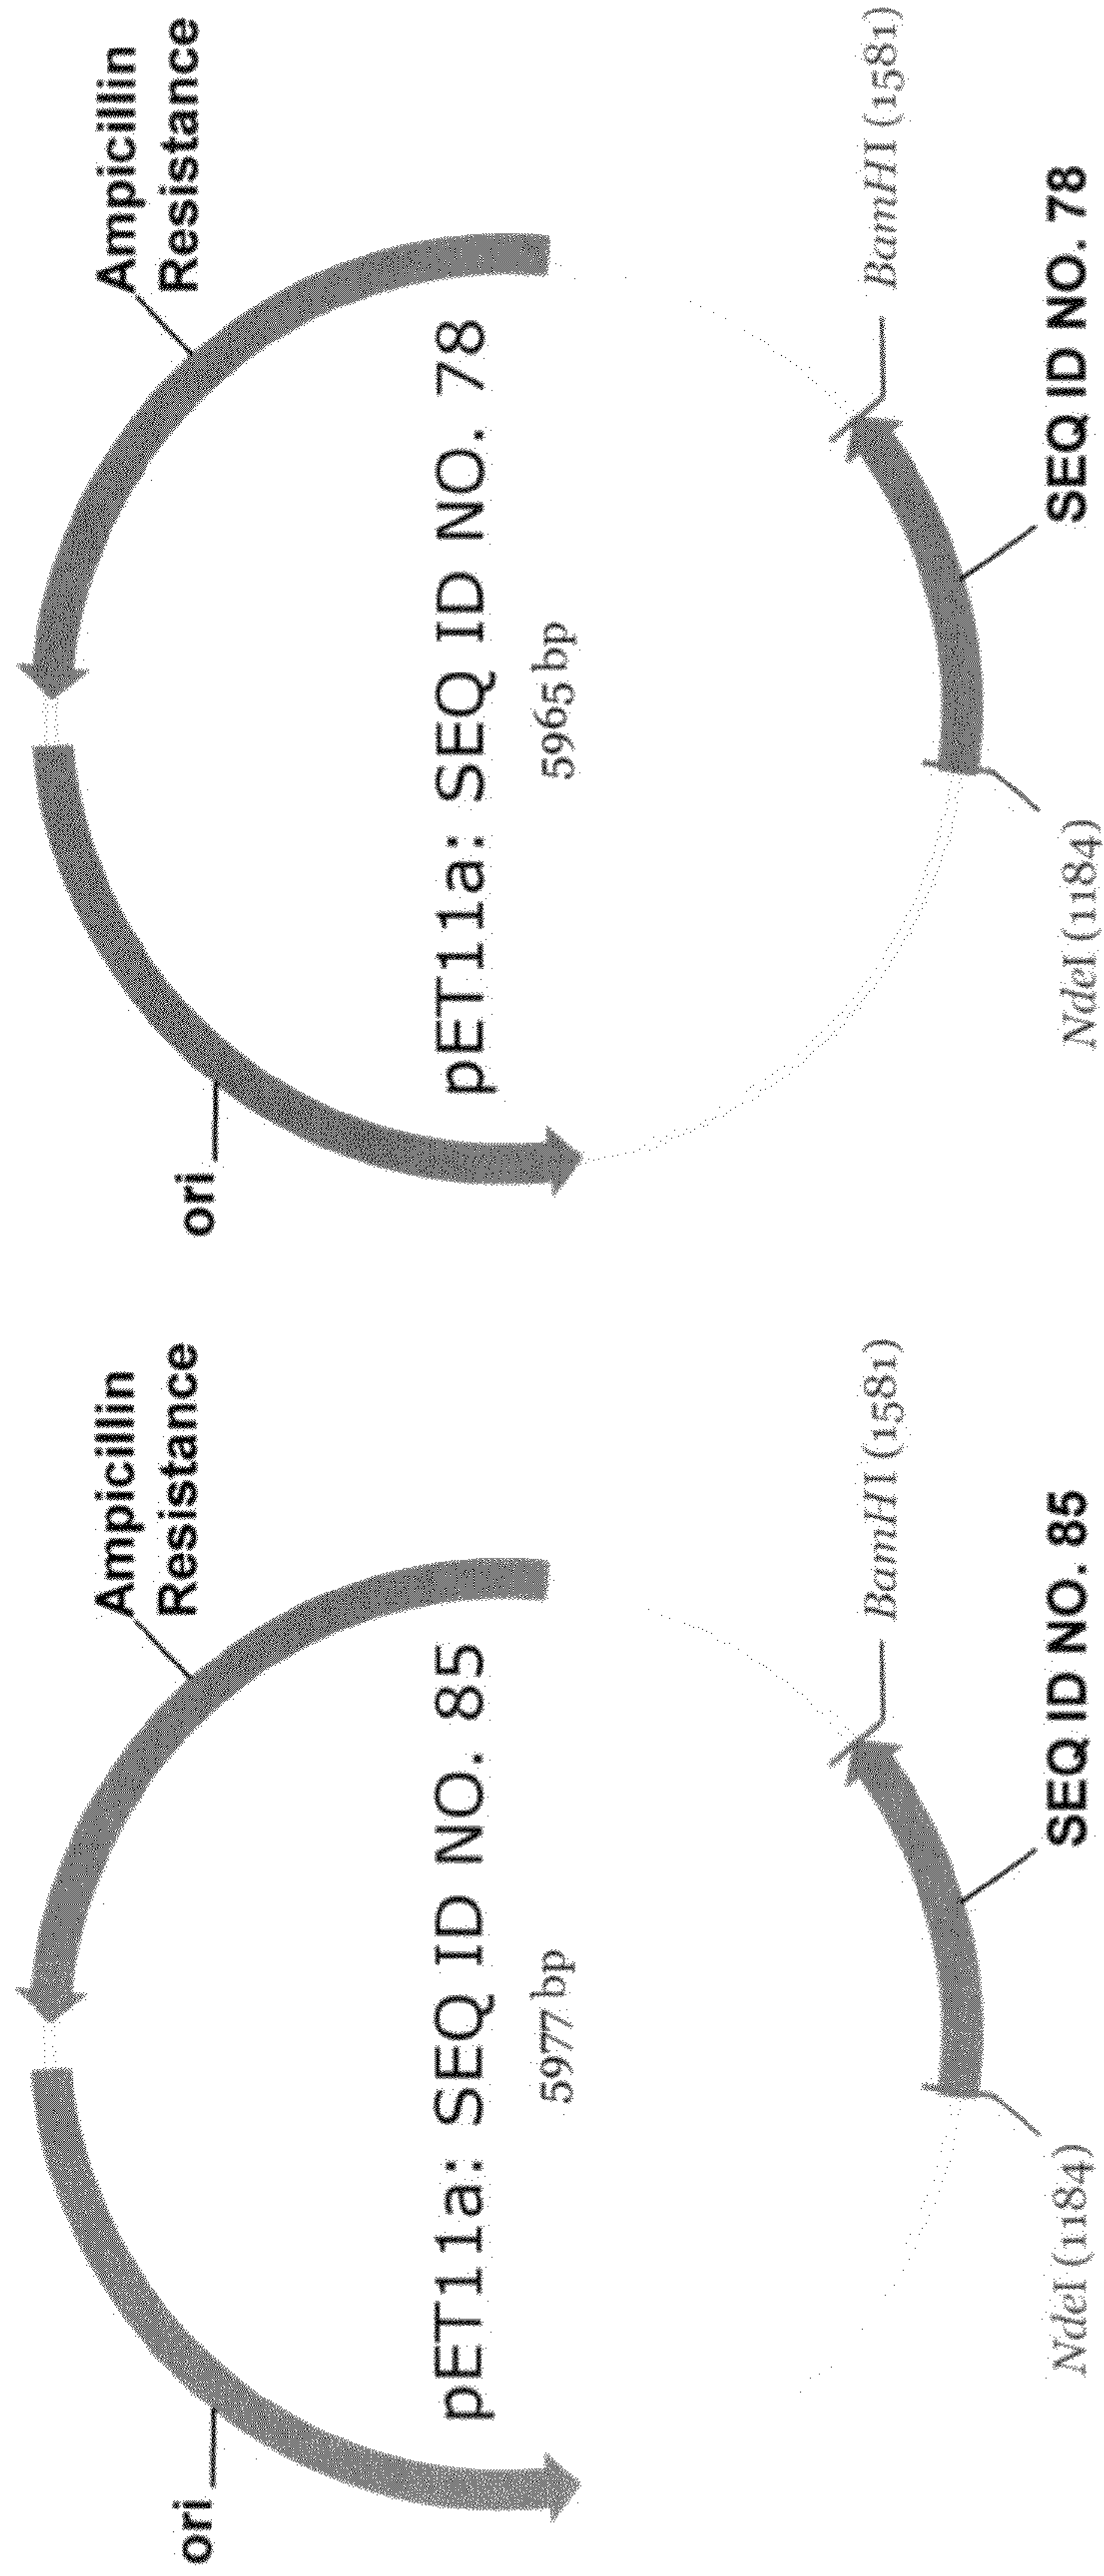 Ampicillin
Resistance
ori
pET11a: SEQ ID NO. 85
5977 bp
BamHI (1581)
SEQ ID NO. 85
NdeI (1184)
Ampicillin
Resistance
ori
pET11a: SEQ ID NO. 78
5965 bp
BamHI (1581)
SEQ ID NO. 78
NdeI (1184)